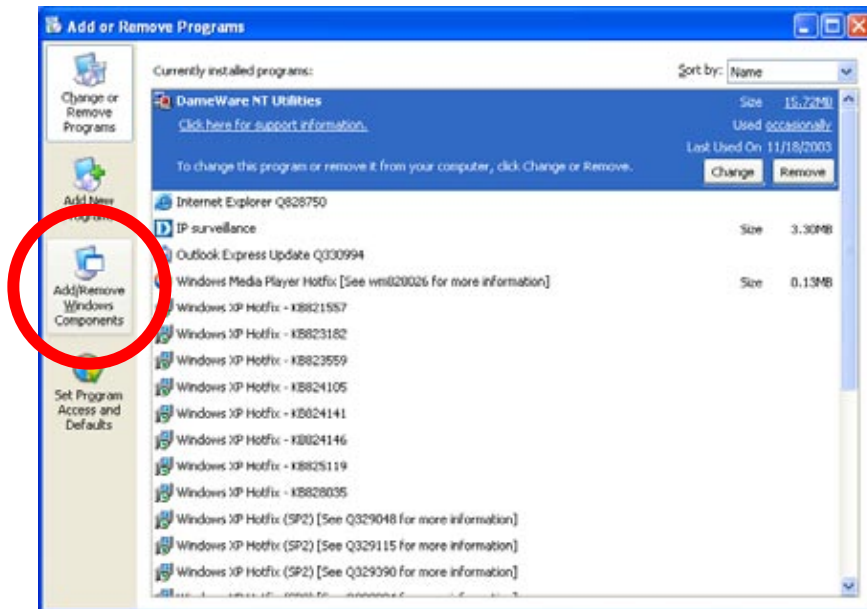 Add or Remove Programs
Change or
Remove
Programs
Add New
Programs
Add/Remove
Windows
Components
Set Program
Access and
Defaults
Currently installed programs:
Sort by: Name
DameWare NT Utilities
Size 15.72MB
Click here for support information.
Used occasionally
Last Used On 11/18/2003
To change this program or remove it from your computer, click Change or Remove.
Change Remove
Internet Explorer Q828750
IP surveillance Size 3.30MB
Outlook Express Update Q330994
Windows Media Player Hotfix [See wm828026 for more information] Size 0.13MB
Windows XP Hotfix - KB821557
Windows XP Hotfix - KB823182
Windows XP Hotfix - KB823559
Windows XP Hotfix - KB824105
Windows XP Hotfix - KB824141
Windows XP Hotfix - KB824146
Windows XP Hotfix - KB825119
Windows XP Hotfix - KB828035
Windows XP Hotfix (SP2) [See Q329048 for more information]
Windows XP Hotfix (SP2) [See Q329115 for more information]
Windows XP Hotfix (SP2) [See Q329390 for more information]